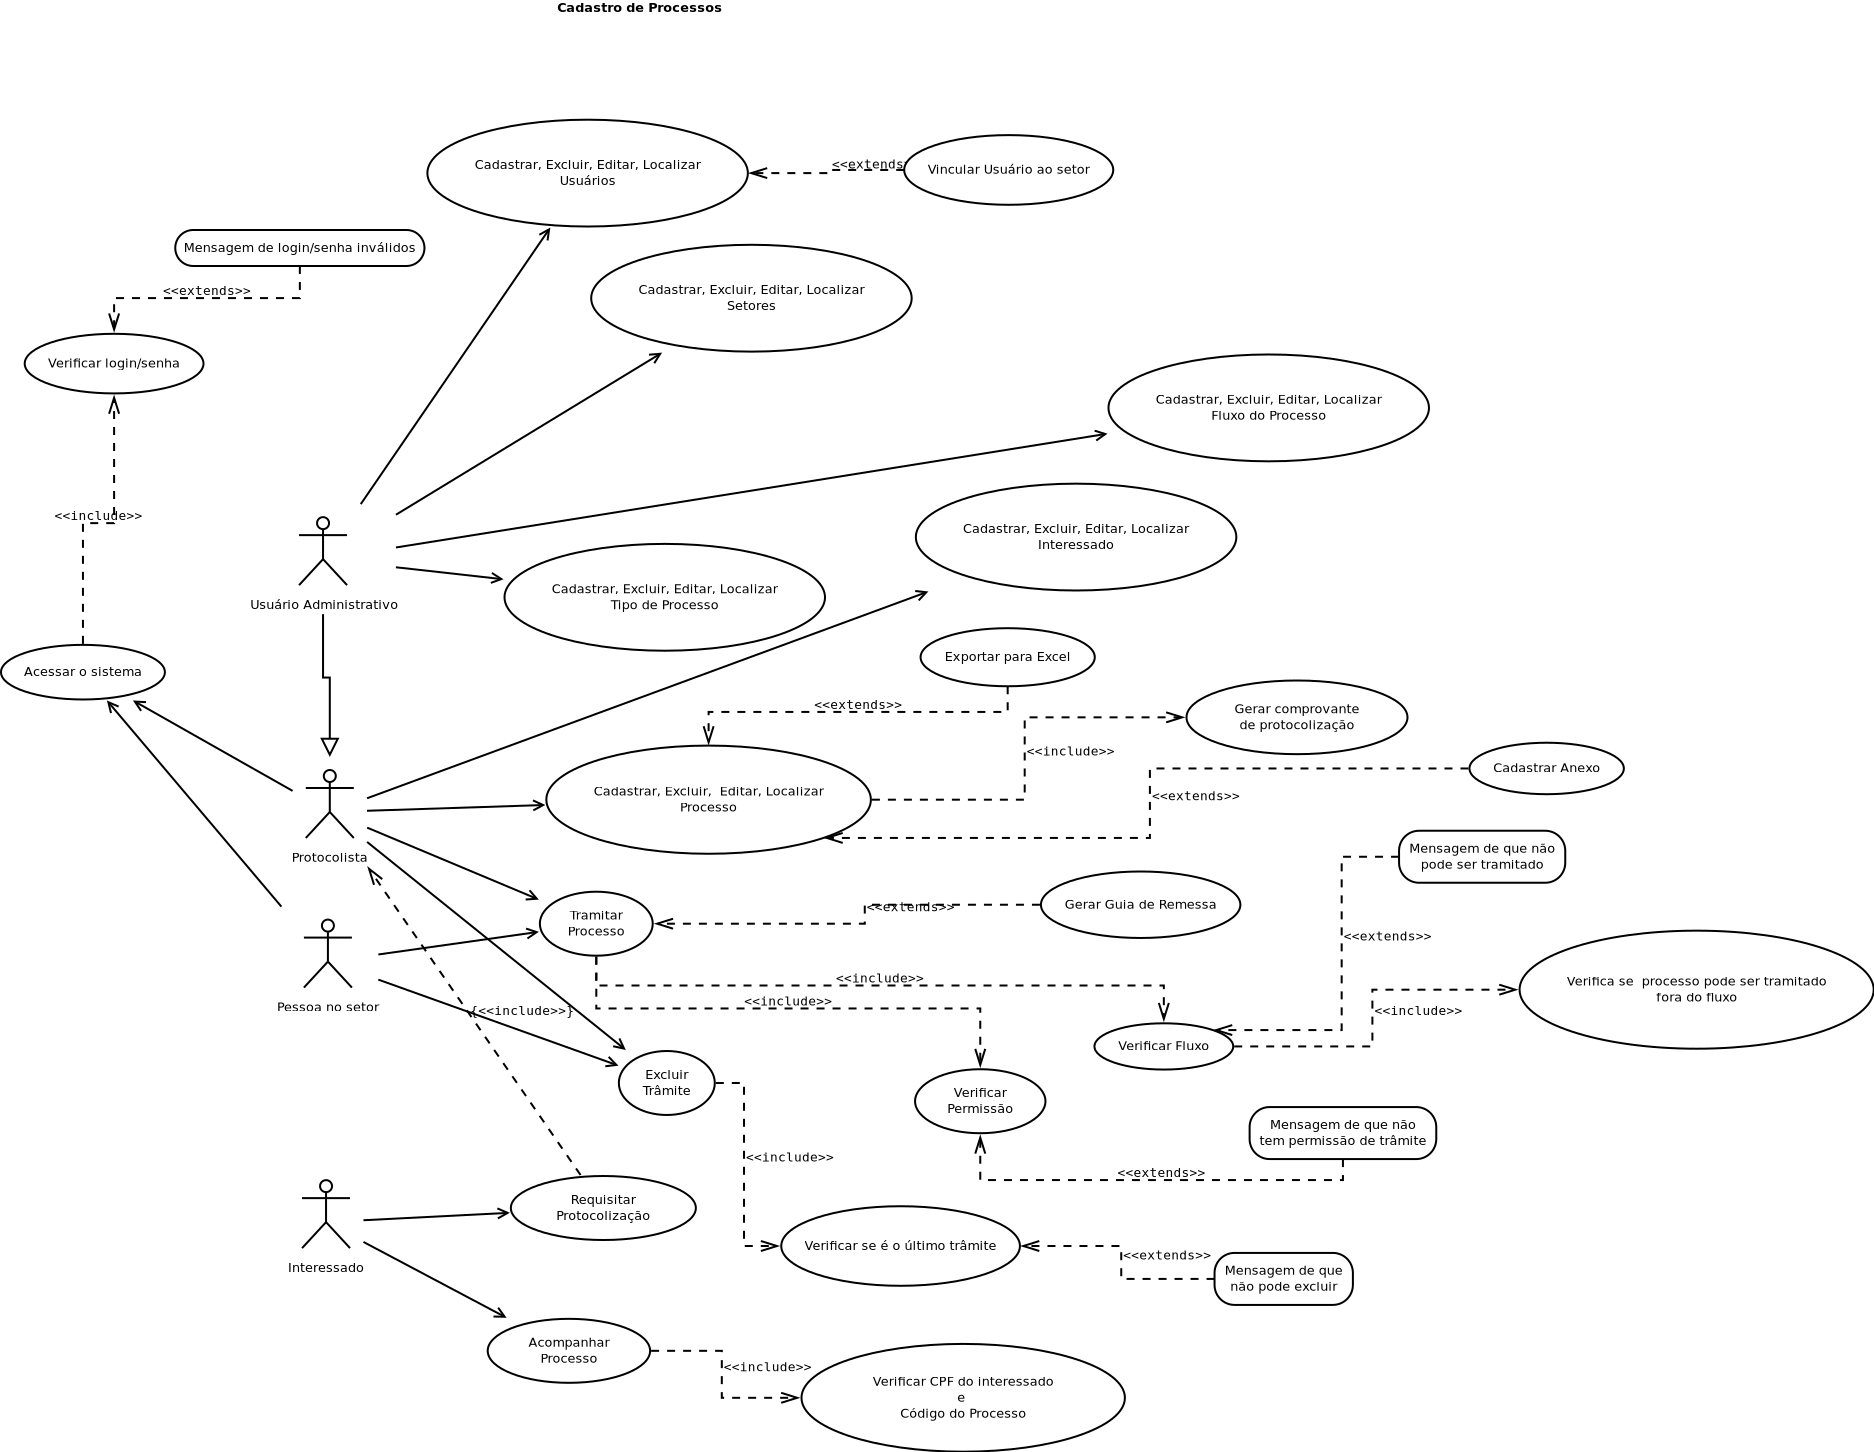 Cadastro de Processos
Cadastrar, Excluir, Editar, Localizar
Usuários
<<extends
Vincular Usuário ao setor
Mensagem de login/senha inválidos
<<extends>>
Cadastrar, Excluir, Editar, Localizar
Setores
Verificar login/senha
Cadastrar, Excluir, Editar, Localizar
Fluxo do Processo
<<include>>
Cadastrar, Excluir, Editar, Localizar
Interessado
Usuário Administrativo
Cadastrar, Excluir, Editar, Localizar
Tipo de Processo
Acessar o sistema
Exportar para Excel
<<extends>>
Gerar comprovante
de protocolização
<<include>>
Cadastrar Anexo
<<extends>>
Cadastrar, Excluir,  Editar, Localizar
Processo
Protocolista
Mensagem de que não
pode ser tramitado
Tramitar
Processo
<<extends>>
Gerar Guia de Remessa
<<extends>>
<<include>>
<<include>>
Verifica se  processo pode ser tramitado
fora do fluxo
<<include>>
Pessoa no setor
{<<include>>}
Verificar Fluxo
Excluir
Trâmite
Verificar
Permissão
Mensagem de que não
tem permissão de trâmite
<<include>>
<<extends>>
Requisitar
Protocolização
Interessado
Verificar se é o último trâmite
<<extends>>
Mensagem de que
não pode excluir
Acompanhar
Processo
<<include>>
Verificar CPF do interessado
e
Código do Processo